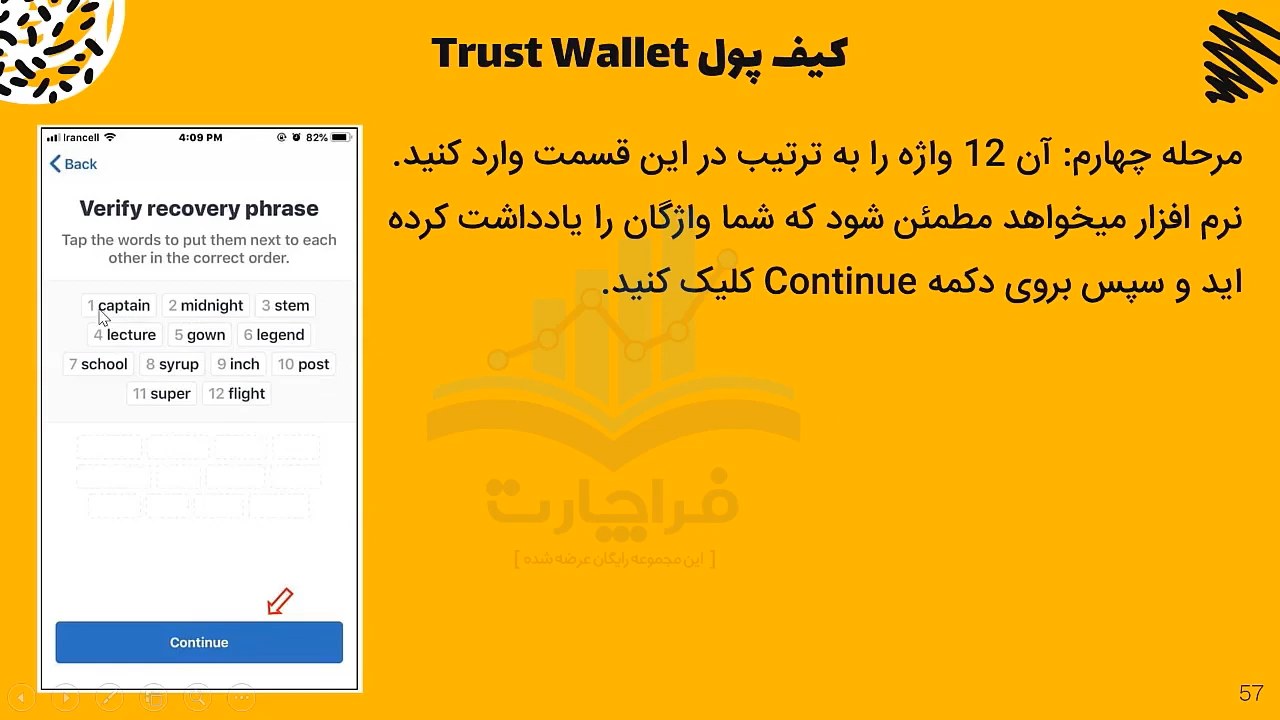 کیف پول Trust Wallet
مرحله چهارم: آن 12 واژه را به ترتیب در این قسمت وارد کنید.
نرم افزار میخواهد مطمئن شود که شما واژگان را یادداشت کرده
اید و سپس بروی دکمه Continue کلیک کنید.
Irancell 4:09 PM 82%
Back
Verify recovery phrase
Tap the words to put them next to each
other in the correct order.
1 captain 2 midnight 3 stem
4 lecture 5 gown 6 legend
7 school 8 syrup 9 inch 10 post
11 super 12 flight
Continue
فراچارت
[ این مجموعه رایگان عرضه شده ]
57